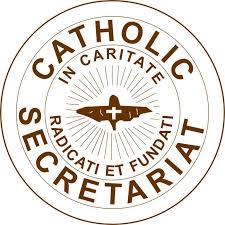 CATHOLIC
SECRETARIAT
IN CARITATE
RADICATI ET FUNDATI